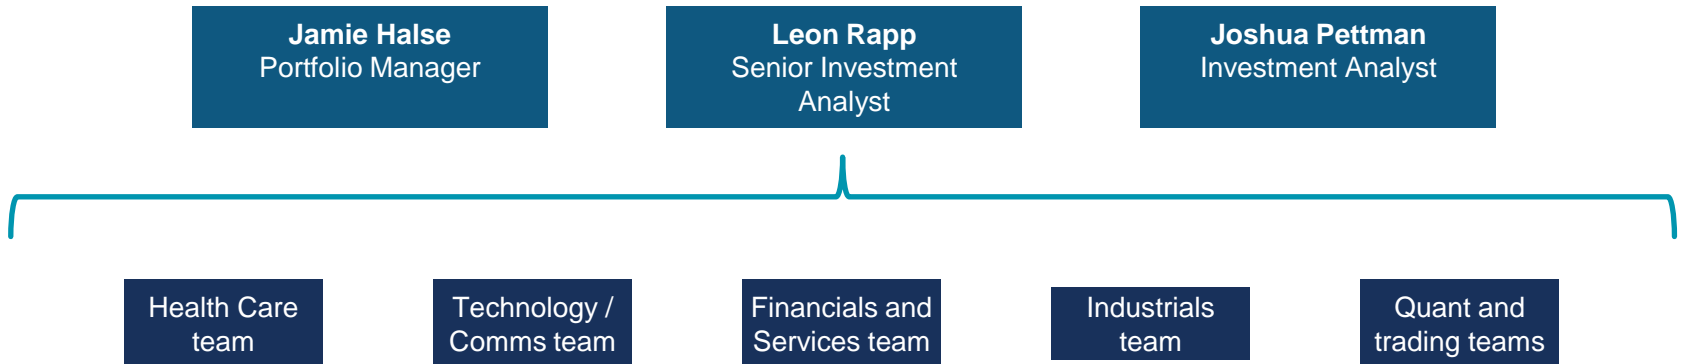 Jamie Halse
Portfolio Manager
Leon Rapp
Senior Investment
Analyst
Joshua Pettman
Investment Analyst
Health Care
team
Technology /
Comms team
Financials and
Services team
Industrials
team
Quant and
trading teams